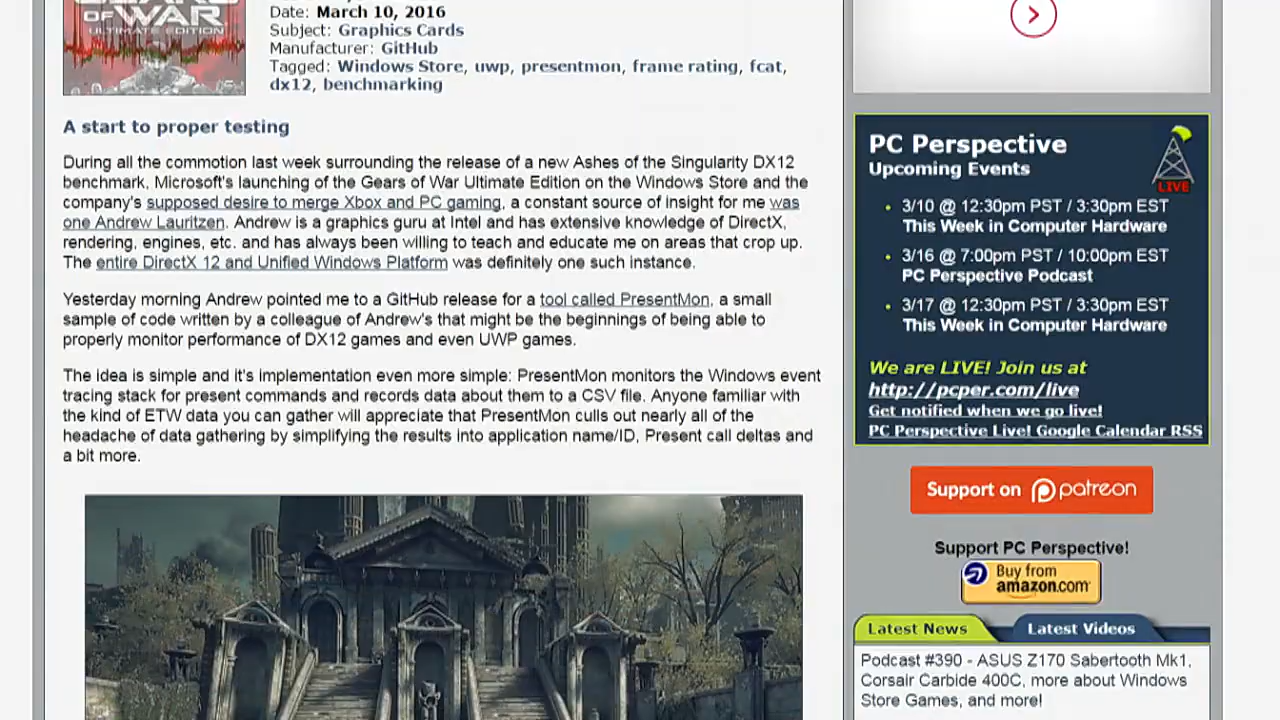 OF WAR
ULTIMATE EDITION
Date: March 10, 2016
Subject: Graphics Cards
Manufacturer: GitHub
Tagged: Windows Store, uwp, presentmon, frame rating, fcat,
dx12, benchmarking
A start to proper testing
During all the commotion last week surrounding the release of a new Ashes of the Singularity DX12
benchmark, Microsoft's launching of the Gears of War Ultimate Edition on the Windows Store and the
company's supposed desire to merge Xbox and PC gaming, a constant source of insight for me was
one Andrew Lauritzen. Andrew is a graphics guru at Intel and has extensive knowledge of DirectX,
rendering, engines, etc. and has always been willing to teach and educate me on areas that crop up.
The entire DirectX 12 and Unified Windows Platform was definitely one such instance.
Yesterday morning Andrew pointed me to a GitHub release for a tool called PresentMon, a small
sample of code written by a colleague of Andrew's that might be the beginnings of being able to
properly monitor performance of DX12 games and even UWP games.
The idea is simple and it's implementation even more simple: PresentMon monitors the Windows event
tracing stack for present commands and records data about them to a CSV file. Anyone familiar with
the kind of ETW data you can gather will appreciate that PresentMon culls out nearly all of the
headache of data gathering by simplifying the results into application name/ID, Present call deltas and
a bit more.
PC Perspective
Upcoming Events
LIVE
3/10 @ 12:30pm PST / 3:30pm EST
This Week in Computer Hardware
3/16 @ 7:00pm PST / 10:00pm EST
PC Perspective Podcast
3/17 @ 12:30pm PST / 3:30pm EST
This Week in Computer Hardware
We are LIVE! Join us at
http://pcper.com/live
Get notified when we go live!
PC Perspective Live! Google Calendar RSS
Support on patreon
Support PC Perspective!
Buy from
amazon.com
Latest News
Latest Videos
Podcast #390 - ASUS Z170 Sabertooth Mk1,
Corsair Carbide 400C, more about Windows
Store Games, and more!